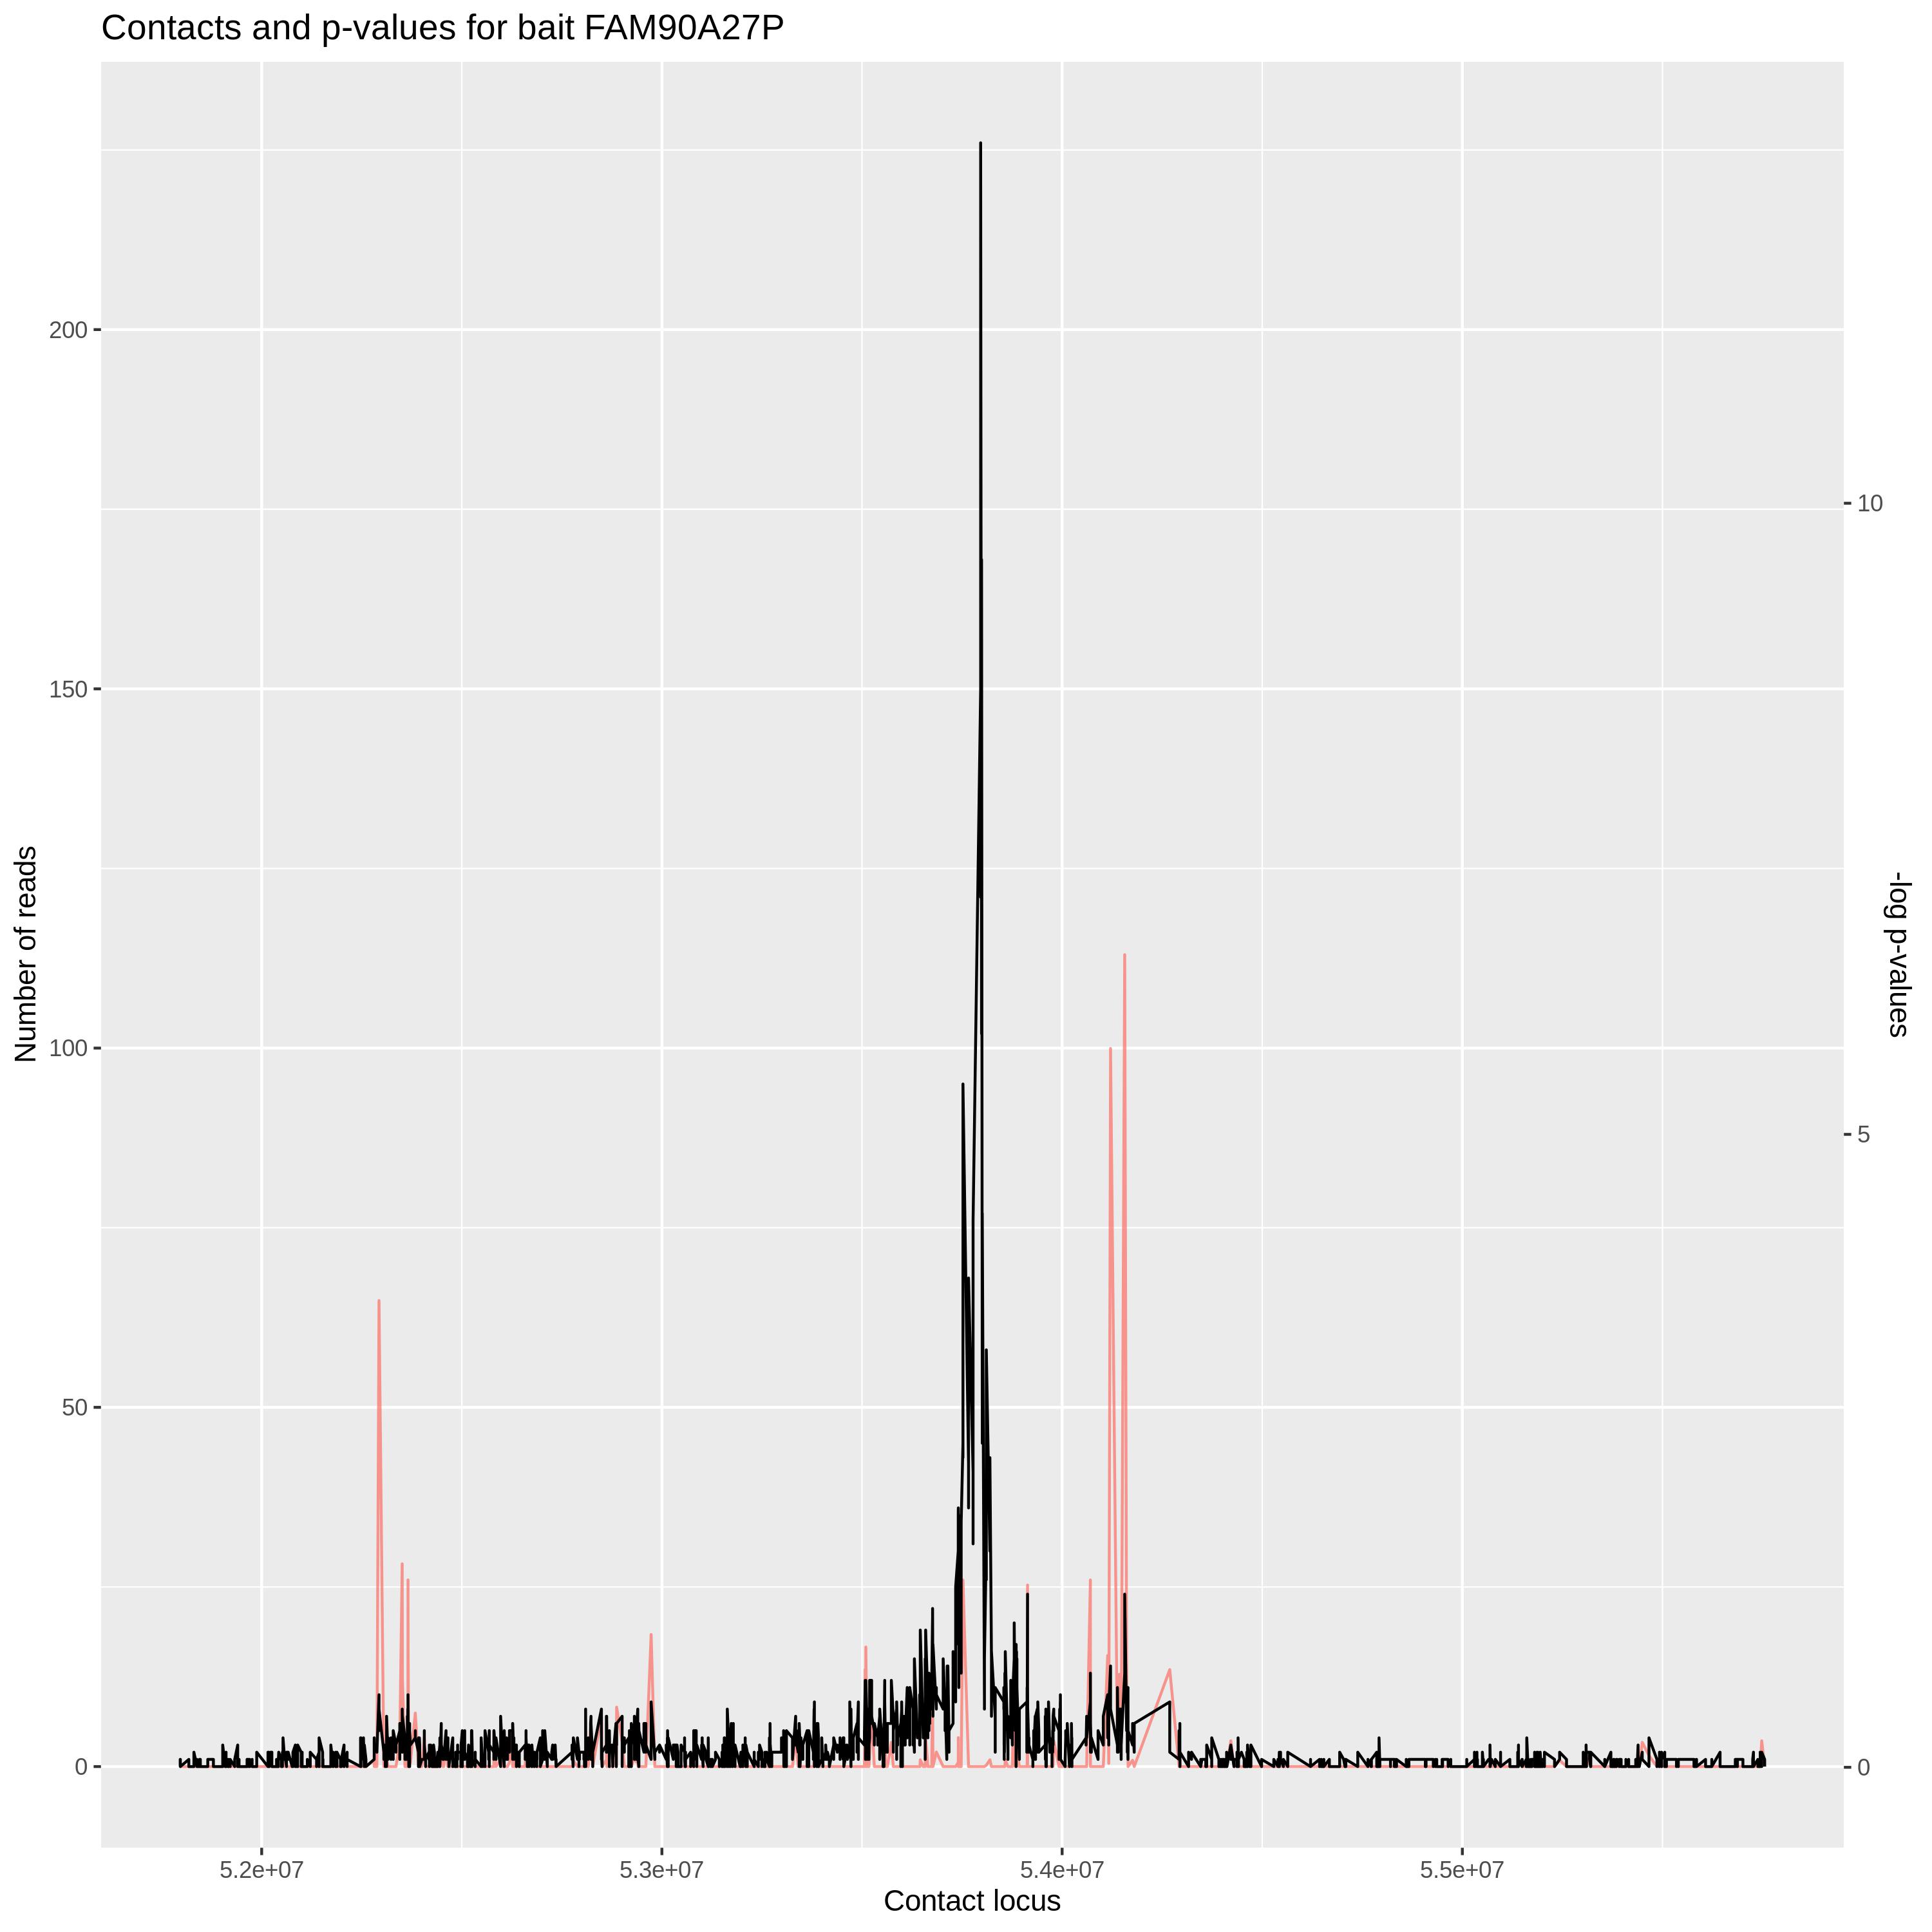 Contacts and p-values for bait FAM90A27P
Number of reads
200
150
100
50
0
10
5
0
-log p-values
5.2e+07 5.3e+07 5.4e+07 5.5e+07
Contact locus